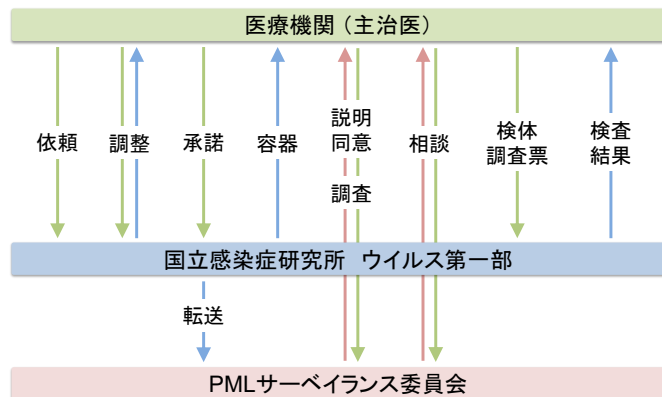 医療機関（主治医）
依頼
調整
承諾
容器
説明
同意
調査
相談
検体
調査票
検査
結果
国立感染症研究所　ウイルス第一部
転送
PMLサーベイランス委員会